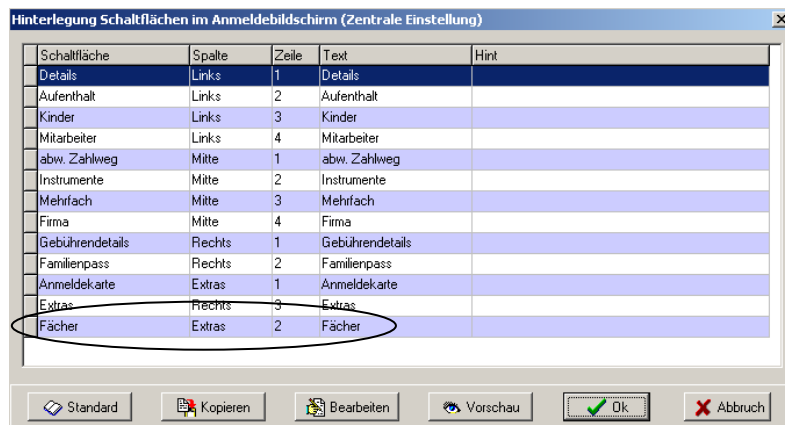 Hinterlegung Schaltflächen im Anmeldebildschirm (Zentrale Einstellung)
Schaltfläche Spalte Zeile Text Hint
Details Links 1 Details
Aufenthalt Links 2 Aufenthalt
Kinder Links 3 Kinder
Mitarbeiter Links 4 Mitarbeiter
abw. Zahlweg Mitte 1 abw. Zahlweg
Instrumente Mitte 2 Instrumente
Mehrfach Mitte 3 Mehrfach
Firma Mitte 4 Firma
Gebührendetails Rechts 1 Gebührendetails
Familienpass Rechts 2 Familienpass
Anmeldekarte Extras 1 Anmeldekarte
Extras Rechts 3 Extras
Fächer Extras 2 Fächer
Standard Kopieren Bearbeiten Vorschau Ok Abbruch